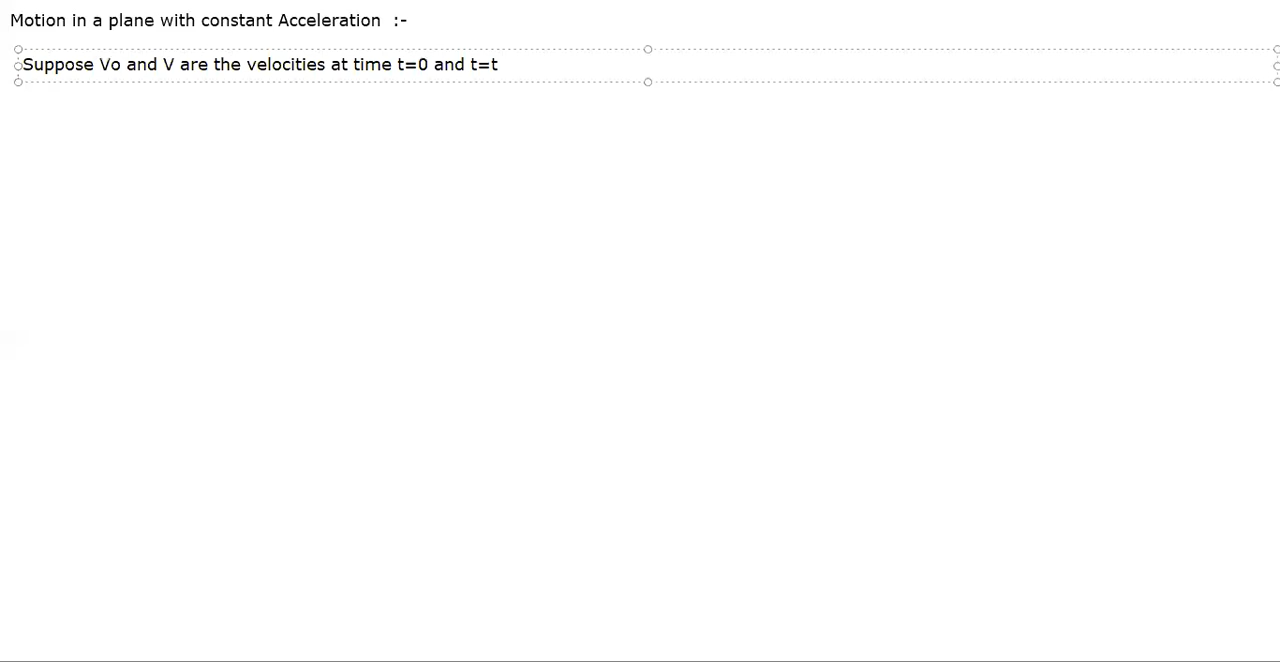 Motion in a plane with constant Acceleration  :-
Suppose Vo and V are the velocities at time t=0 and t=t